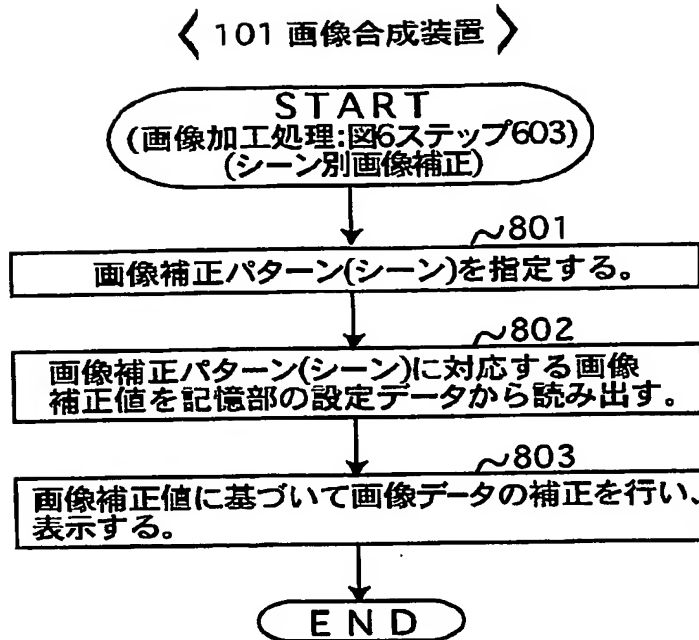 〈 101 画像合成装置 〉
START
(画像加工処理:図6ステップ603)
(シーン別画像補正)
801
画像補正パターン(シーン)を指定する。
802
画像補正パターン(シーン)に対応する画像
補正値を記憶部の設定データから読み出す。
803
画像補正値に基づいて画像データの補正を行い、
表示する。
END